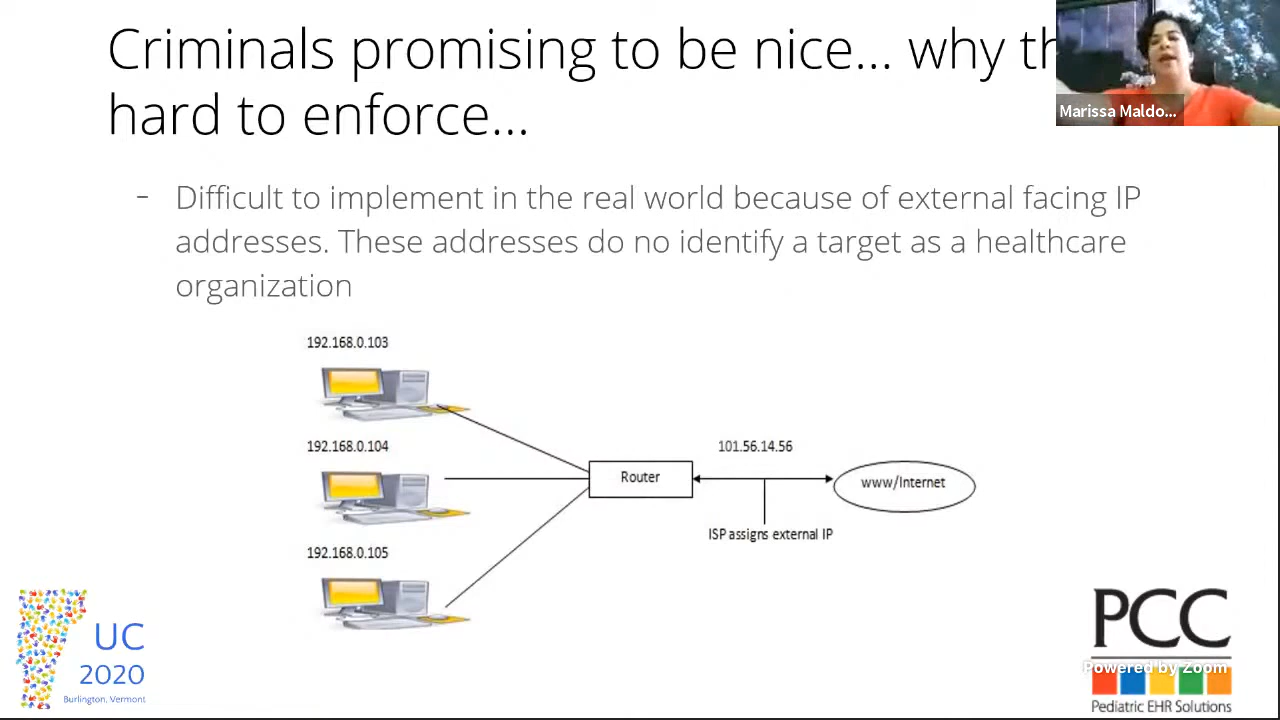 Criminals promising to be nice... why
hard to enforce...
Marissa Maldo...
- Difficult to implement in the real world because of external facing IP
addresses. These addresses do no identify a target as a healthcare
organization
192.168.0.103
192.168.0.104
101.56.14.56
Router
www/Internet
ISP assigns external IP
192.168.0.105
UC
2020
Burlington, Vermont
PCC
Powered by Zoom
Pediatric EHR Solutions